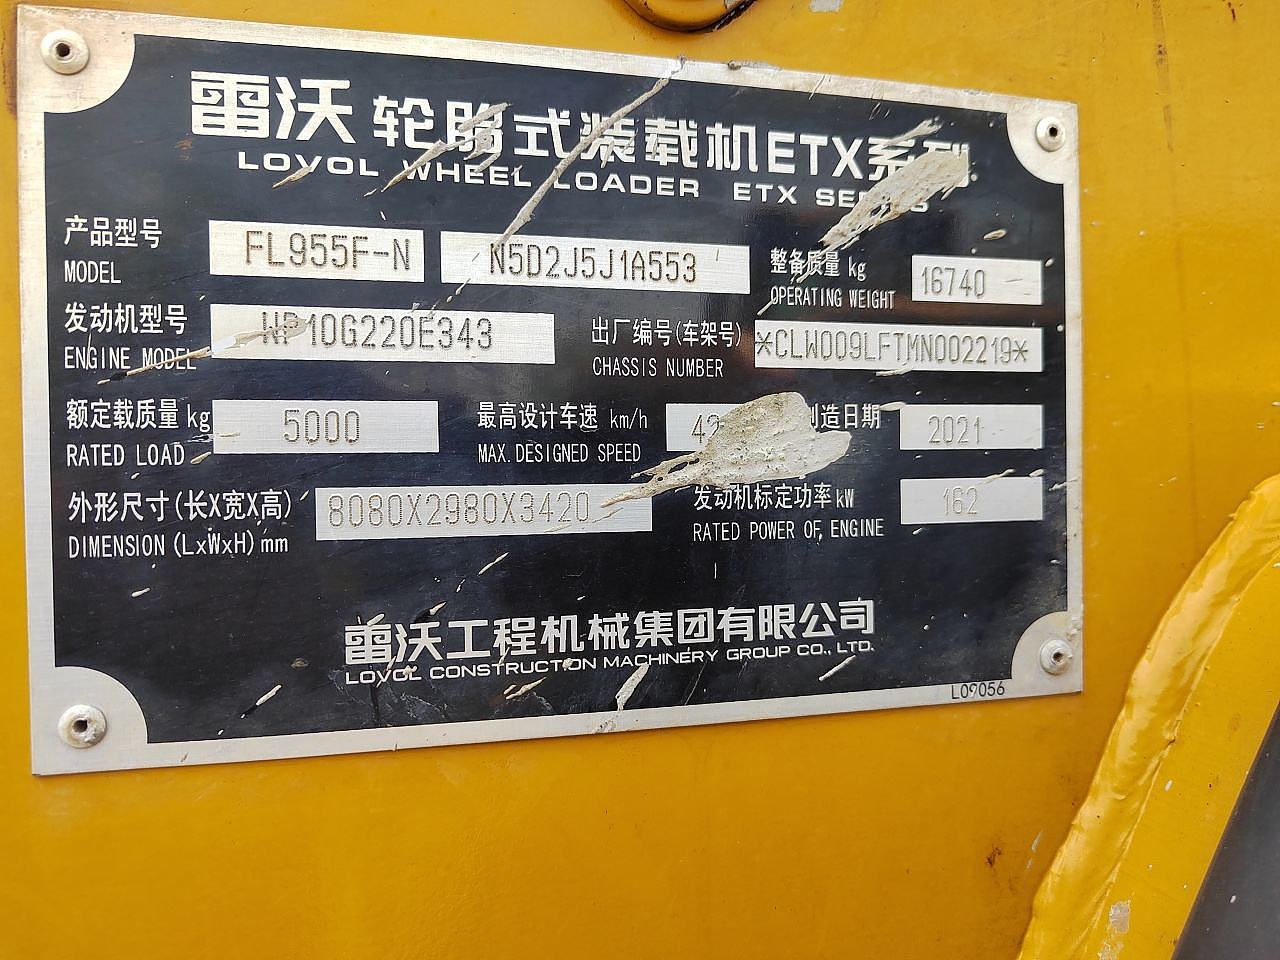 雷沃轮胎式装载机ETX系列
LOVOL WHEEL LOADER ETX SERIES
产品型号 FL955F-N N5D2J5J1A553 整备质量 kg 16740
MODEL OPERATING WEIGHT
发动机型号 WP10G220E343 出厂编号(车架号) *CLW009LFTMN002219*
ENGINE MODEL CHASSIS NUMBER
额定载质量 kg 5000 最高设计车速 km/h 42 造日期 2021
RATED LOAD MAX. DESIGNED SPEED
外形尺寸(长X宽X高) 8080X2980X3420 发动机标定功率 kW 162
DIMENSION (LxWxH) mm RATED POWER OF ENGINE
雷沃工程机械集团有限公司
LOVOL CONSTRUCTION MACHINERY GROUP CO., LTD.
L09056